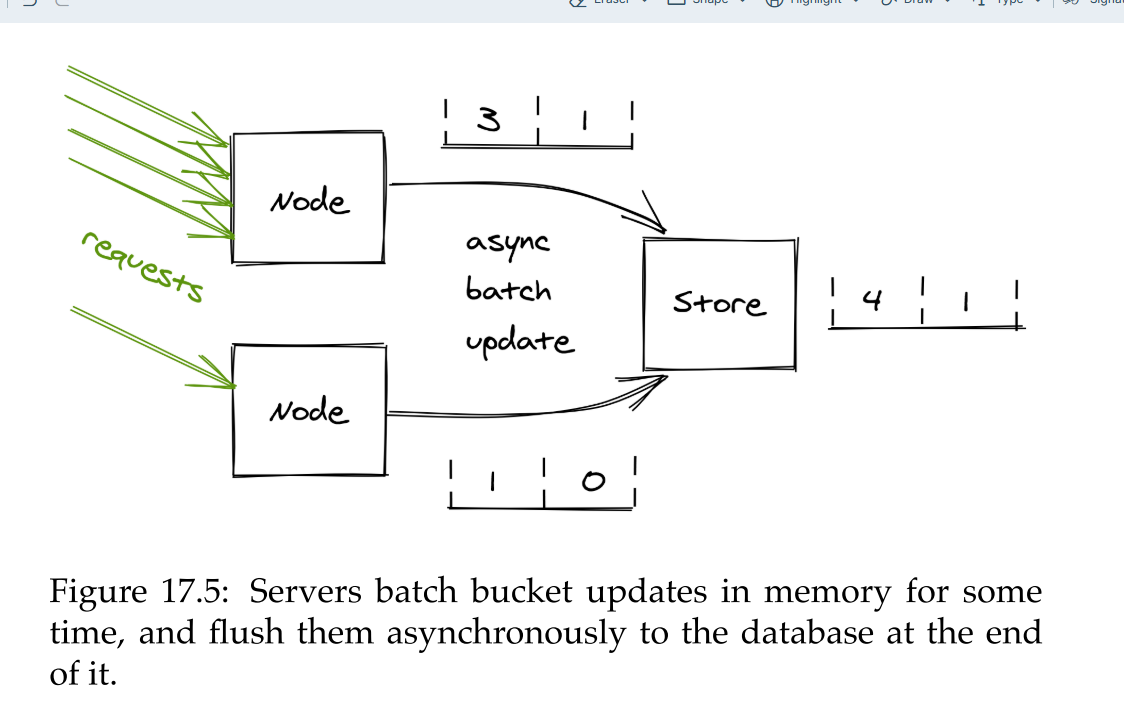 Eraser Shape Highlight Draw Type
3 1
Node
requests
async
batch
update
Store
4 1
Node
1 0
Figure 17.5: Servers batch bucket updates in memory for some
time, and flush them asynchronously to the database at the end
of it.